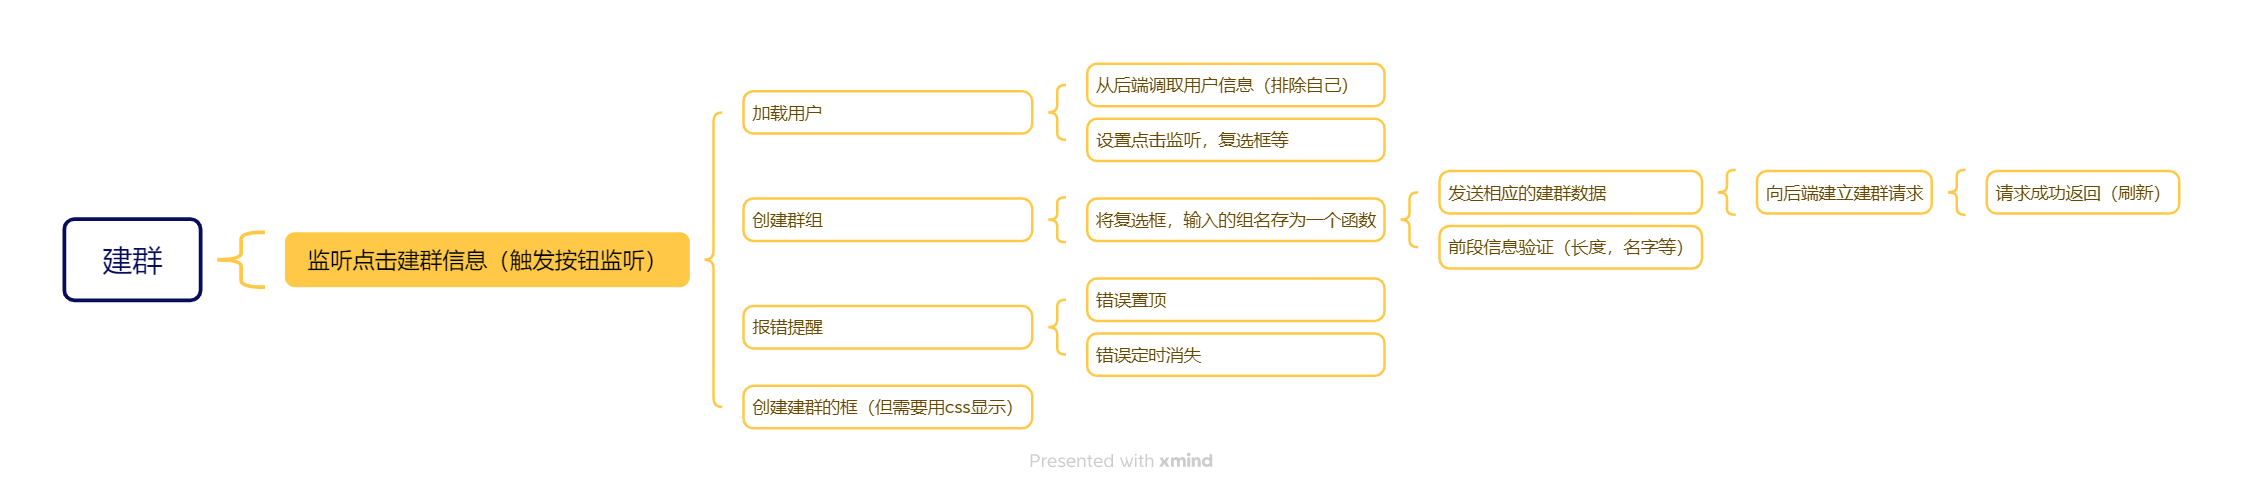 建群
监听点击建群信息（触发按钮监听）
加载用户
从后端调取用户信息（排除自己）
设置点击监听，复选框等
创建群组
将复选框，输入的组名存为一个函数
发送相应的建群数据
向后端建立建群请求
请求成功返回（刷新）
前段信息验证（长度，名字等）
报错提醒
错误置顶
错误定时消失
创建建群的框（但需要用css显示）
Presented with xmind